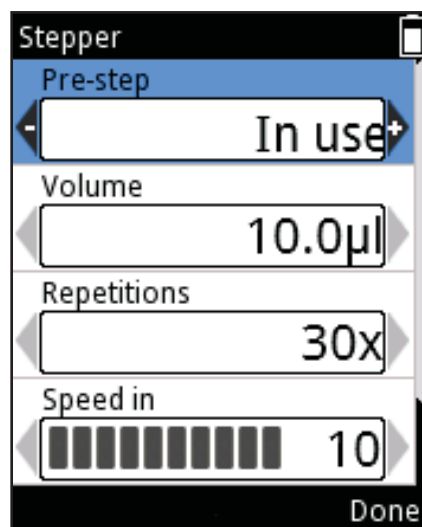 Stepper
Pre-step
- In use +
Volume
10.0µl
Repetitions
30x
Speed in
10
Done